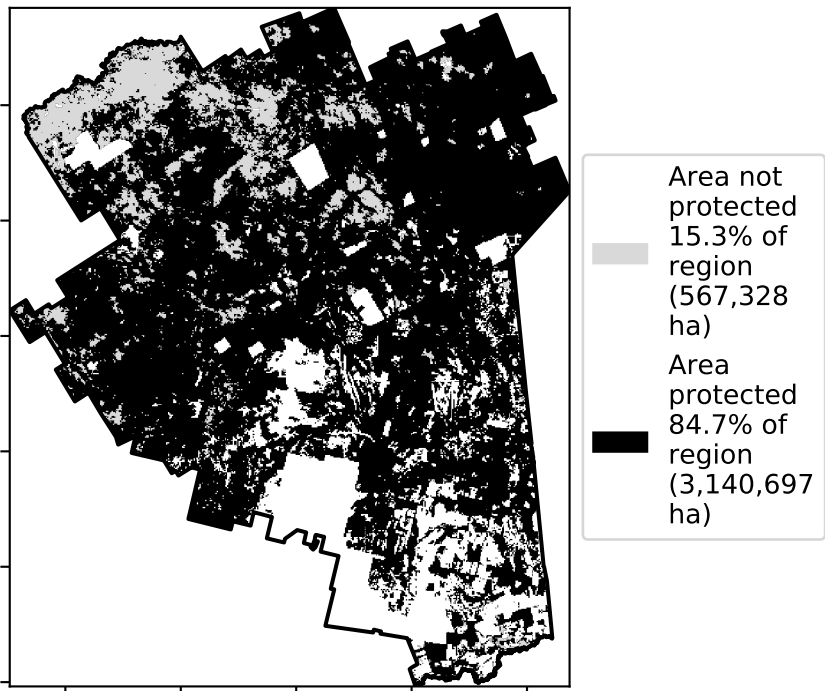 Area not
protected
15.3% of
region
(567,328
ha)
Area
protected
84.7% of
region
(3,140,697
ha)